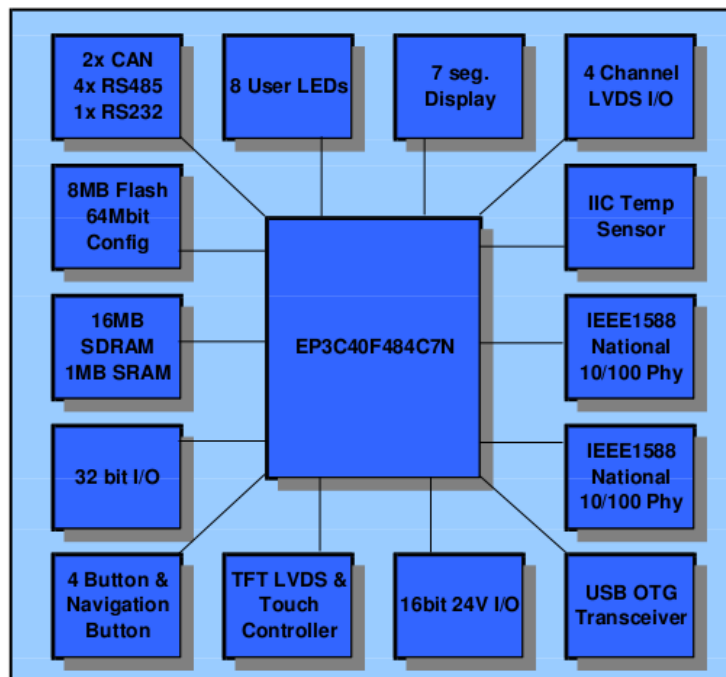 2x CAN
4x RS485
1x RS232
8 User LEDs
7 seg.
Display
4 Channel
LVDS I/O
8MB Flash
64Mbit
Config
IIC Temp
Sensor
16MB
SDRAM
1MB SRAM
EP3C40F484C7N
IEEE1588
National
10/100 Phy
32 bit I/O
IEEE1588
National
10/100 Phy
4 Button &
Navigation
Button
TFT LVDS &
Touch
Controller
16bit 24V I/O
USB OTG
Transceiver